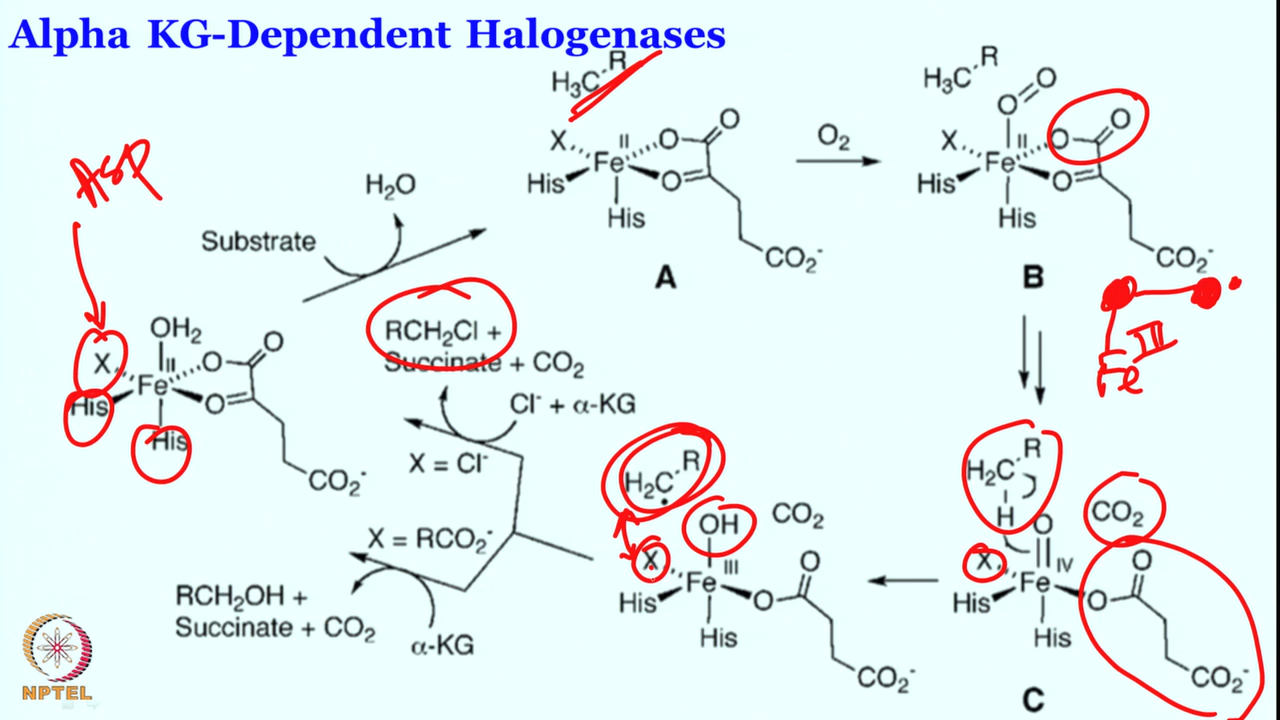 Alpha KG-Dependent Halogenases
H₃C R
X II O O
Fe
His O
His
CO₂⁻
A
O₂
H₃C R
O O
X II O O
Fe
His O
His
CO₂⁻
B
Fe III
ASP
Substrate
H₂O
OH₂
X II O O
Fe
His O
His
CO₂⁻
RCH₂Cl +
Succinate + CO₂
Cl⁻ + α-KG
X = Cl⁻
X = RCO₂⁻
RCH₂OH +
Succinate + CO₂
α-KG
H₂C· R
OH CO₂
X III O
Fe
His O
His
CO₂⁻
H₂C R
H O CO₂
X IV O
Fe
His O
His
CO₂⁻
C
NPTEL